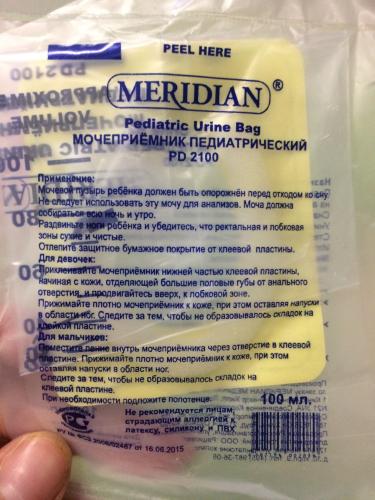 PEEL HERE
MERIDIAN®
Pediatric Urine Bag
МОЧЕПРИЁМНИК ПЕДИАТРИЧЕСКИЙ
PD 2100
Применение:
Мочевой пузырь ребёнка должен быть опорожнён перед отходом ко сну.
Не следует использовать эту мочу для анализов. Моча должна
собираться всю ночь и утро.
Раздвиньте ноги ребёнка и убедитесь, что ректальная и лобковая
зоны сухие и чистые.
Отлепите защитное бумажное покрытие от клеевой пластины.
Для девочек:
Приклеивайте мочеприёмник нижней частью клеевой пластины,
начиная с кожи, отделяющей большие половые губы от анального
отверстия, и продвигайтесь вверх, к лобковой зоне.
Прижимайте плотно мочеприёмник к коже, при этом оставляя напуски
в области ног. Следите за тем, чтобы не образовывалось складок на
клейкой пластине.
Для мальчиков:
Поместите пенис внутрь мочеприёмника через отверстие в клеевой
пластине. Прижимайте плотно мочеприёмник к коже, при этом
оставляя напуски в области ног.
Следите за тем, чтобы не образовывалось складок на
клеевой пластине.
При необходимости подложите полотенце.
100 мл.
Не рекомендуется лицам,
страдающим аллергией к
латексу, силикону и ПВХ
РУ № ФСЗ 2008/02467 от 16.06.2015